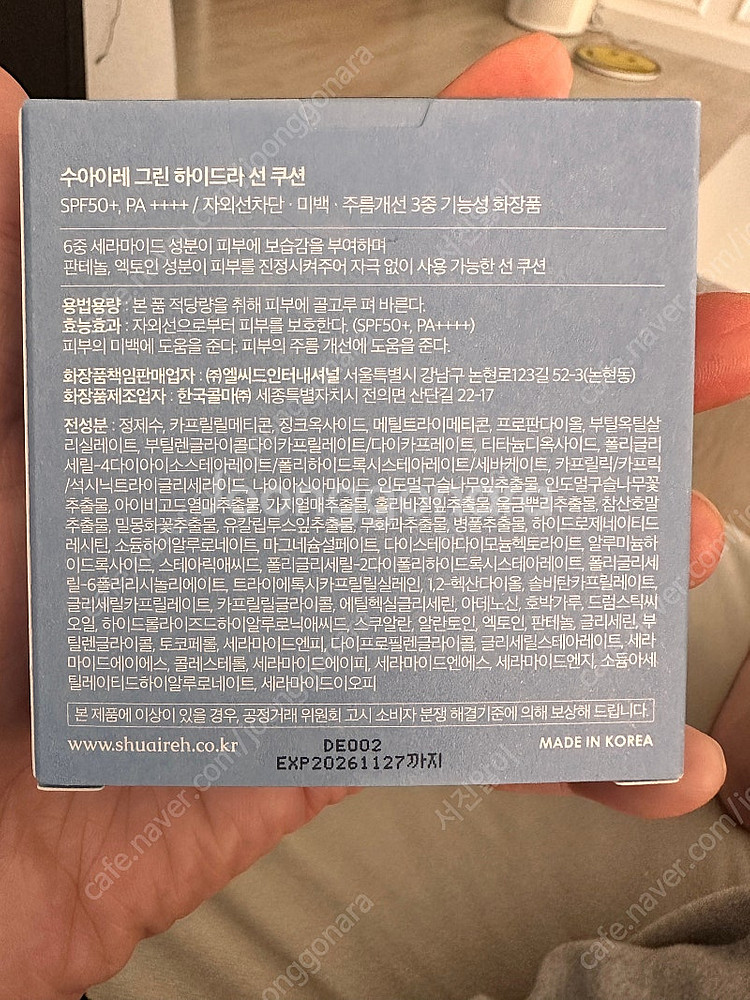 수아이레 그린 하이드라 선 쿠션
SPF50+, PA ++++ / 자외선차단 · 미백 · 주름개선 3중 기능성 화장품
6중 세라마이드 성분이 피부에 보습감을 부여하며
판테놀, 엑토인 성분이 피부를 진정시켜주어 자극 없이 사용 가능한 선 쿠션
용법용량 : 본 품 적당량을 취해 피부에 골고루 펴 바른다.
효능효과 : 자외선으로부터 피부를 보호한다. (SPF50+, PA++++)
피부의 미백에 도움을 준다. 피부의 주름 개선에 도움을 준다.
화장품책임판매업자 : ㈜엘씨드인터내셔널 서울특별시 강남구 논현로123길 52-3(논현동)
화장품제조업자 : 한국콜마㈜ 세종특별자치시 전의면 산단길 22-17
전성분 : 정제수, 카프릴릴메티콘, 징크옥사이드, 메틸트라이메티콘, 프로판다이올, 부틸옥틸살
리실레이트, 부틸렌글라이콜다이카프릴레이트/다이카프레이트, 티타늄디옥사이드, 폴리글리
세릴-4다이아이소스테아레이트/폴리하이드록시스테아레이트/세바케이트, 카프릴릭/카프릭
/석시닉트라이글리세라이드, 나이아신아마이드, 인도멀구슬나무잎추출물, 인도멀구슬나무꽃
추출물, 아이비고드열매추출물, 가지열매추출물, 홀리바질잎추출물, 울금뿌리추출물, 참산호말
추출물, 밀몽화꽃추출물, 유칼립투스잎추출물, 무화과추출물, 병풀추출물, 하이드로제네이티드
레시틴, 소듐하이알루로네이트, 마그네슘설페이트, 다이스테아다이모늄헥토라이트, 알루미늄하
이드록사이드, 스테아릭애씨드, 폴리글리세릴-2다이폴리하이드록시스테아레이트, 폴리글리세
릴-6폴리리시놀리에이트, 트라이에톡시카프릴릴실레인, 1,2-헥산다이올, 솔비탄카프릴레이트,
글리세릴카프릴레이트, 카프릴릴글라이콜, 에틸헥실글리세린, 아데노신, 호박가루, 드럼스틱씨
오일, 하이드롤라이즈드하이알루로닉애씨드, 스쿠알란, 알란토인, 엑토인, 판테놀, 글리세린, 부
틸렌글라이콜, 토코페롤, 세라마이드엔피, 다이프로필렌글라이콜, 글리세릴스테아레이트, 세라
마이드에이에스, 콜레스테롤, 세라마이드에이피, 세라마이드엔에스, 세라마이드엔지, 소듐아세
틸레이티드하이알루로네이트, 세라마이드이오피
본 제품에 이상이 있을 경우, 공정거래 위원회 고시 소비자 분쟁 해결기준에 의해 보상해 드립니다.
www.shuaireh.co.kr
MADE IN KOREA
DE002
EXP20261127까지